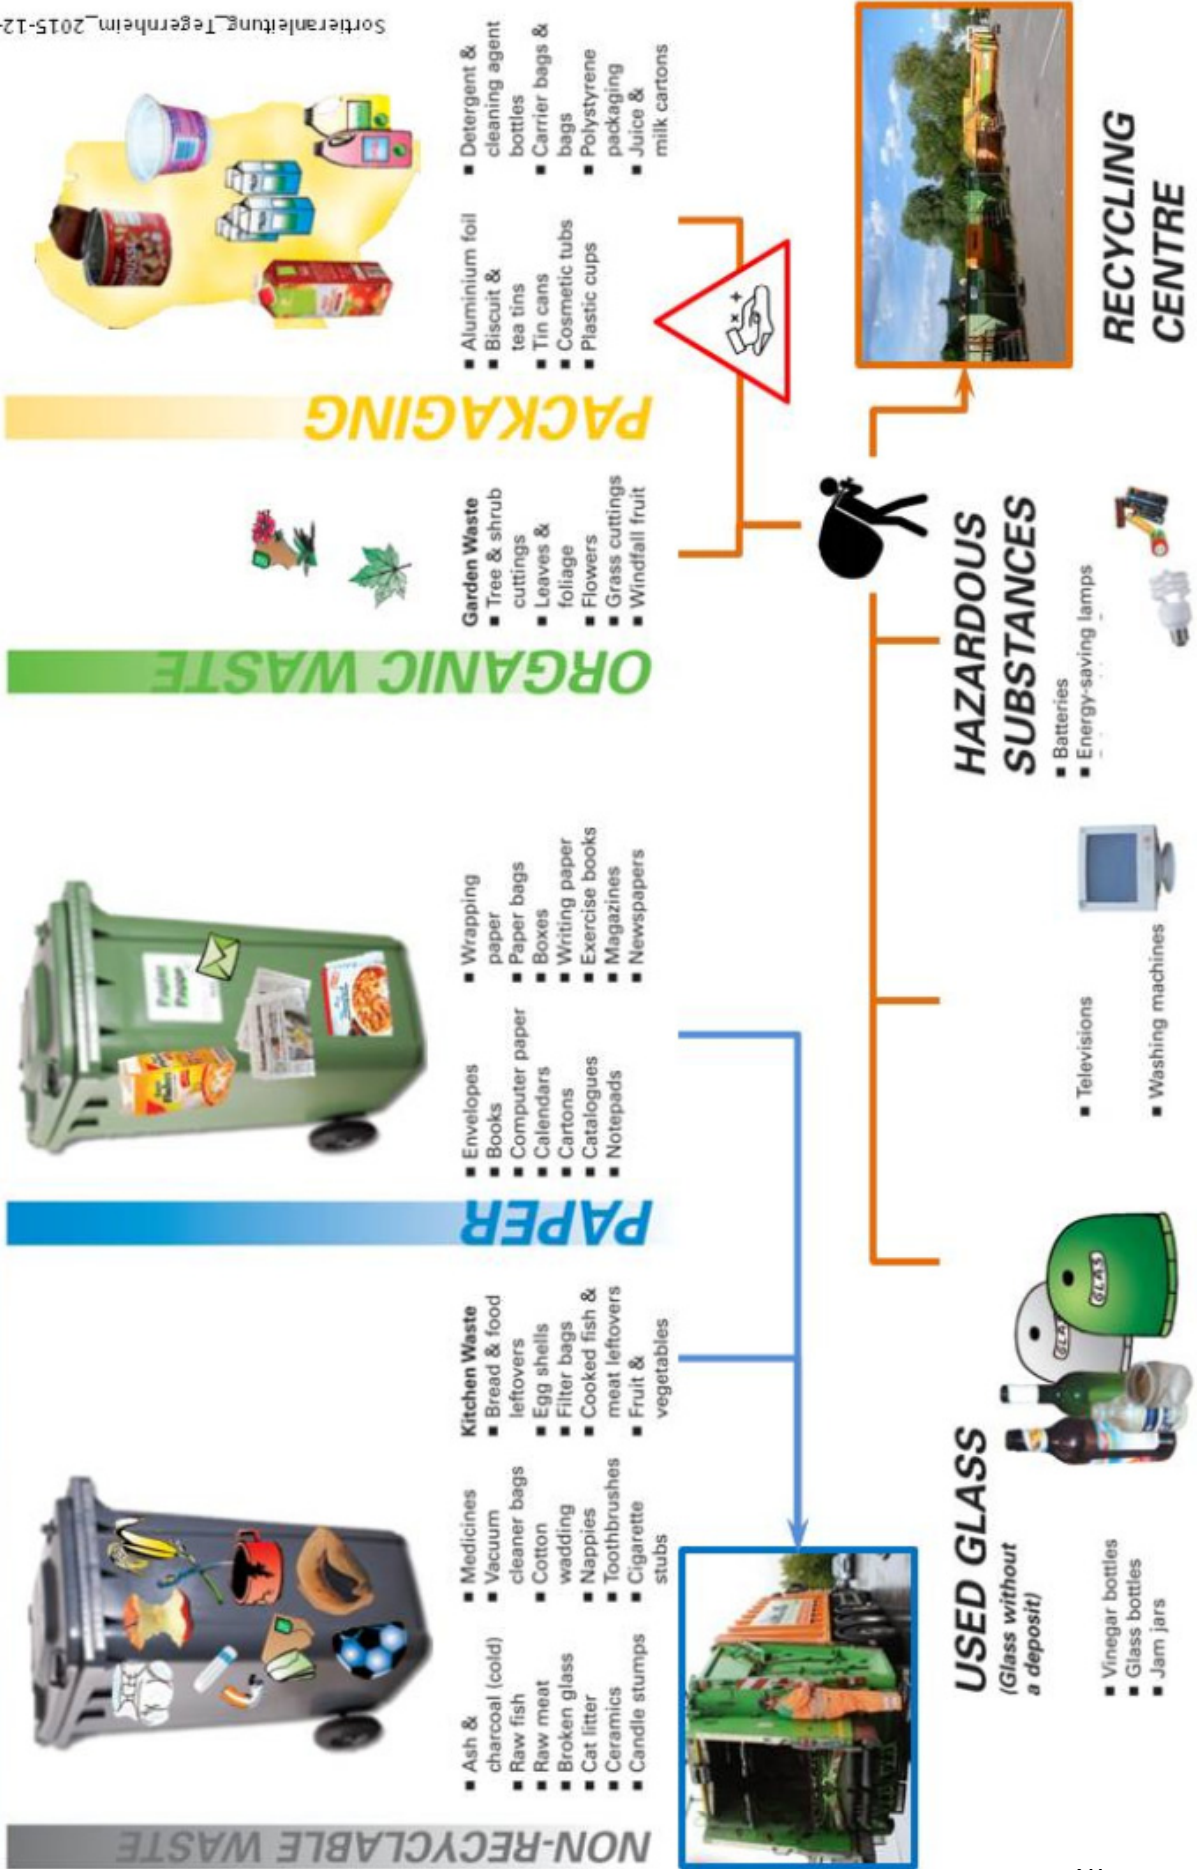 Sortieranleitung_Tegernheim_2015-12-
NON-RECYCLABLE WASTE
▪ Ash &
charcoal (cold)
▪ Raw fish
▪ Raw meat
▪ Broken glass
▪ Cat litter
▪ Ceramics
▪ Candle stumps
▪ Medicines
▪ Vacuum
cleaner bags
▪ Cotton
wadding
▪ Nappies
▪ Toothbrushes
▪ Cigarette
stubs
Kitchen Waste
▪ Bread & food
leftovers
▪ Egg shells
▪ Filter bags
▪ Cooked fish &
meat leftovers
▪ Fruit &
vegetables
PAPER
Papier
▪ Envelopes
▪ Books
▪ Computer paper
▪ Calendars
▪ Cartons
▪ Catalogues
▪ Notepads
▪ Wrapping
paper
▪ Paper bags
▪ Boxes
▪ Writing paper
▪ Exercise books
▪ Magazines
▪ Newspapers
ORGANIC WASTE
Garden Waste
▪ Tree & shrub
cuttings
▪ Leaves &
foliage
▪ Flowers
▪ Grass cuttings
▪ Windfall fruit
PACKAGING
▪ Aluminium foil
▪ Biscuit &
tea tins
▪ Tin cans
▪ Cosmetic tubs
▪ Plastic cups
▪ Detergent &
cleaning agent
bottles
▪ Carrier bags &
bags
▪ Polystyrene
packaging
▪ Juice &
milk cartons
USED GLASS
(Glass without
a deposit)
▪ Vinegar bottles
▪ Glass bottles
▪ Jam jars
GLAS
▪ Televisions
▪ Washing machines
HAZARDOUS
SUBSTANCES
▪ Batteries
▪ Energy-saving lamps
RECYCLING
CENTRE